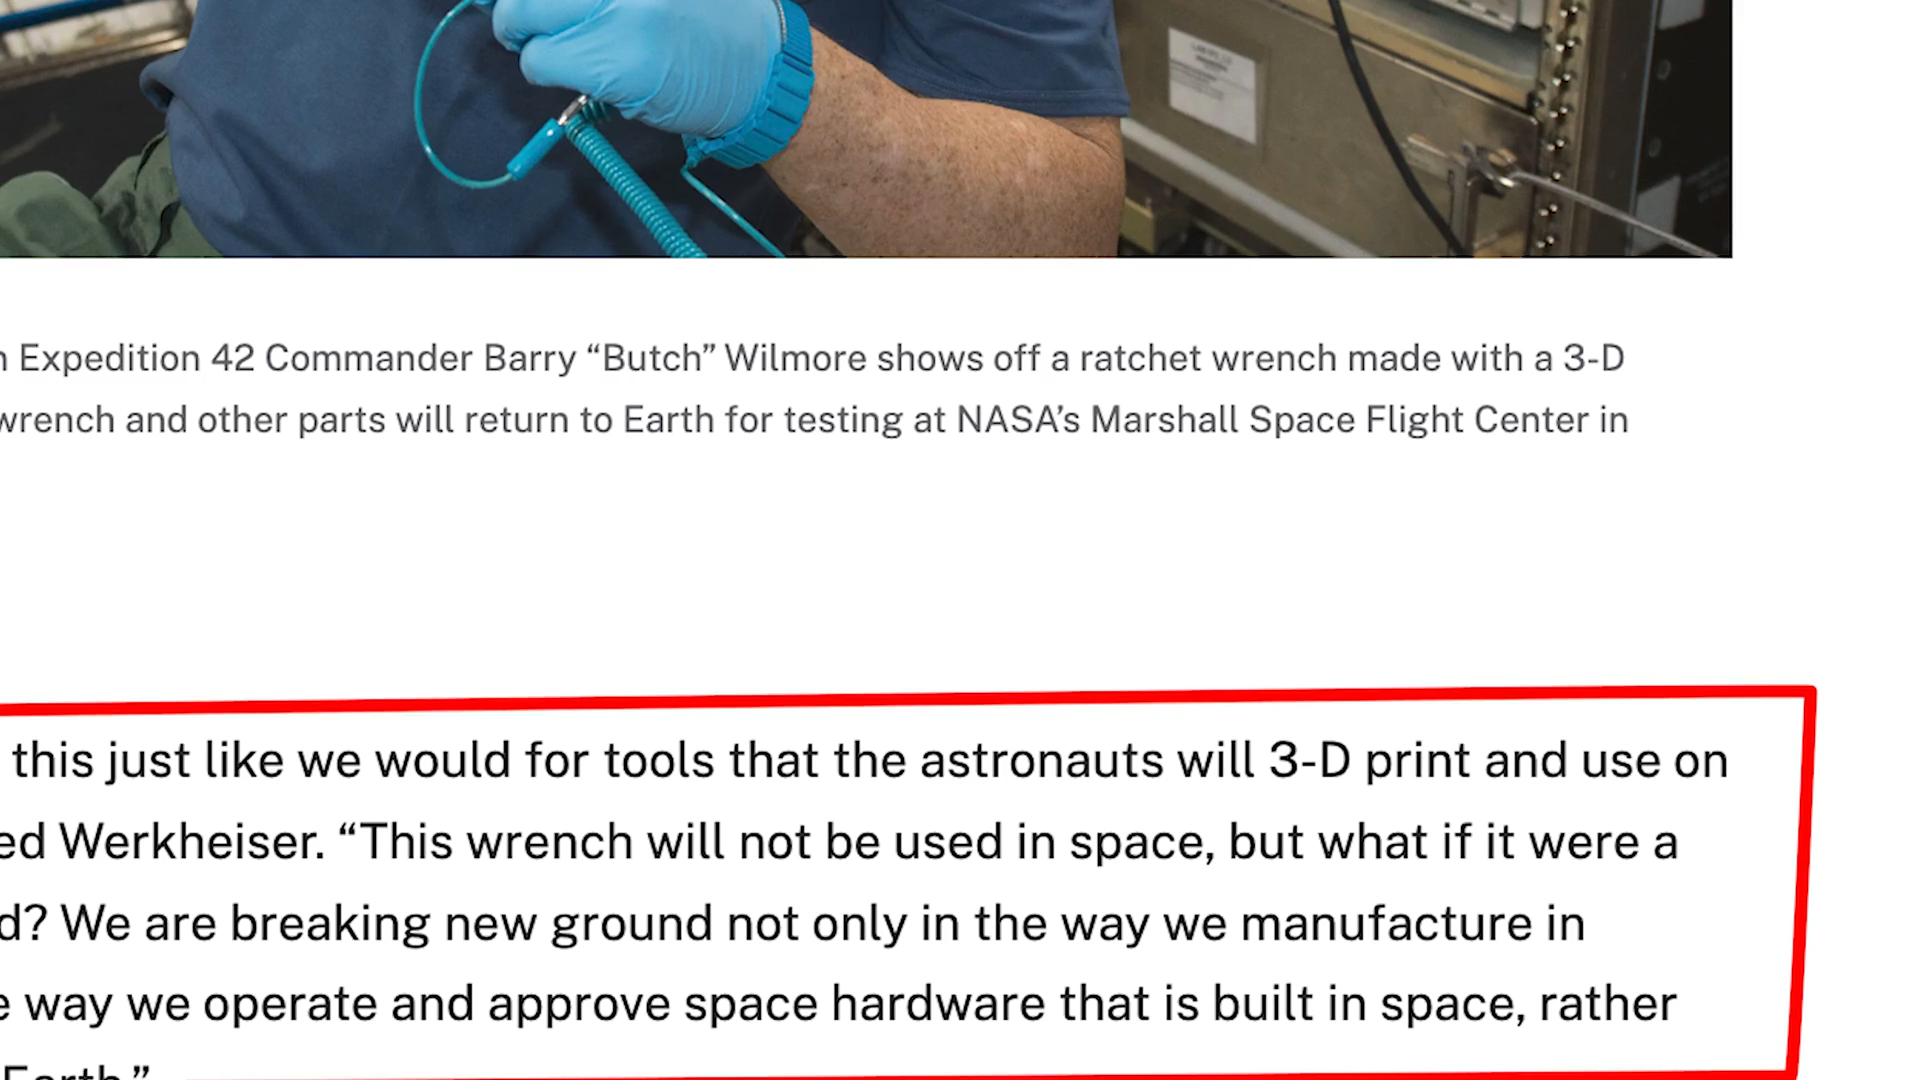 Expedition 42 Commander Barry “Butch” Wilmore shows off a ratchet wrench made with a 3-D
wrench and other parts will return to Earth for testing at NASA’s Marshall Space Flight Center in
this just like we would for tools that the astronauts will 3-D print and use on
ed Werkheiser. “This wrench will not be used in space, but what if it were a
d? We are breaking new ground not only in the way we manufacture in
e way we operate and approve space hardware that is built in space, rather
Earth.”